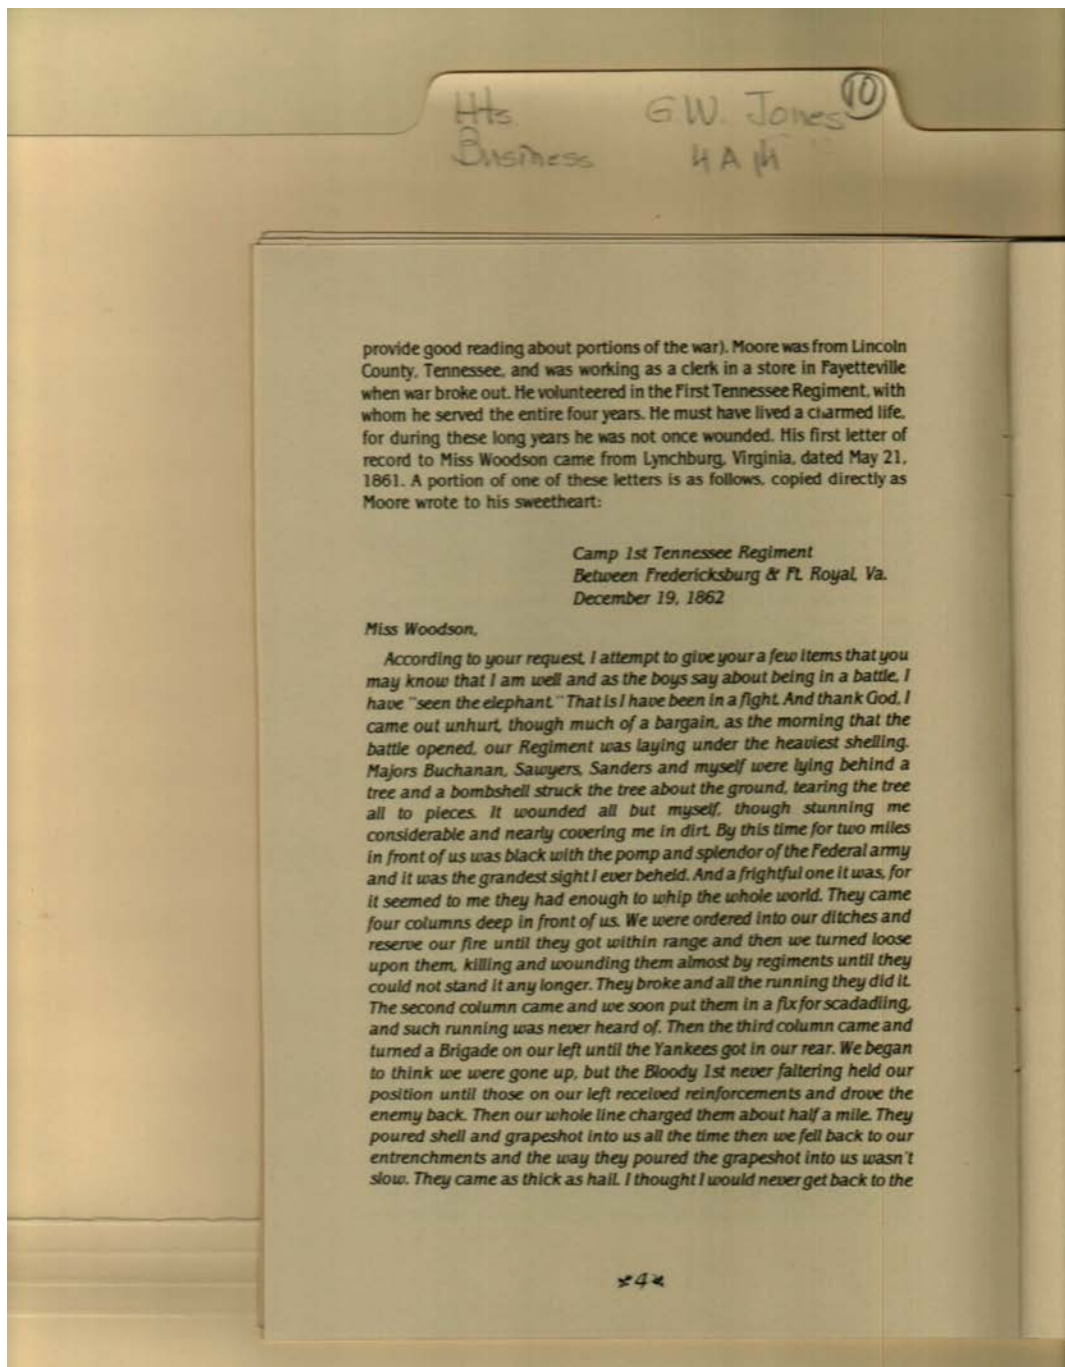 Hts. G W. Jones 10
Business 4 A M
provide good reading about portions of the war). Moore was from Lincoln
County, Tennessee, and was working as a clerk in a store in Fayetteville
when war broke out. He volunteered in the First Tennessee Regiment, with
whom he served the entire four years. He must have lived a charmed life,
for during these long years he was not once wounded. His first letter of
record to Miss Woodson came from Lynchburg, Virginia, dated May 21,
1861. A portion of one of these letters is as follows, copied directly as
Moore wrote to his sweetheart:
Camp 1st Tennessee Regiment
Between Fredericksburg & Ft. Royal, Va.
December 19, 1862
Miss Woodson,
According to your request, I attempt to give your a few items that you
may know that I am well and as the boys say about being in a battle, I
have "seen the elephant." That is I have been in a fight. And thank God, I
came out unhurt, though much of a bargain, as the morning that the
battle opened, our Regiment was laying under the heaviest shelling.
Majors Buchanan, Sawyers, Sanders and myself were lying behind a
tree and a bombshell struck the tree about the ground, tearing the tree
all to pieces. It wounded all but myself, though stunning me
considerable and nearly covering me in dirt. By this time for two miles
in front of us was black with the pomp and splendor of the Federal army
and it was the grandest sight I ever beheld. And a frightful one it was, for
it seemed to me they had enough to whip the whole world. They came
four columns deep in front of us. We were ordered into our ditches and
reserve our fire until they got within range and then we turned loose
upon them, killing and wounding them almost by regiments until they
could not stand it any longer. They broke and all the running they did it.
The second column came and we soon put them in a fix for scadadling,
and such running was never heard of. Then the third column came and
turned a Brigade on our left until the Yankees got in our rear. We began
to think we were gone up, but the Bloody 1st never faltering held our
position until those on our left received reinforcements and drove the
enemy back. Then our whole line charged them about half a mile. They
poured shell and grapeshot into us all the time then we fell back to our
entrenchments and the way they poured the grapeshot into us wasn't
slow. They came as thick as hail. I thought I would never get back to the
4